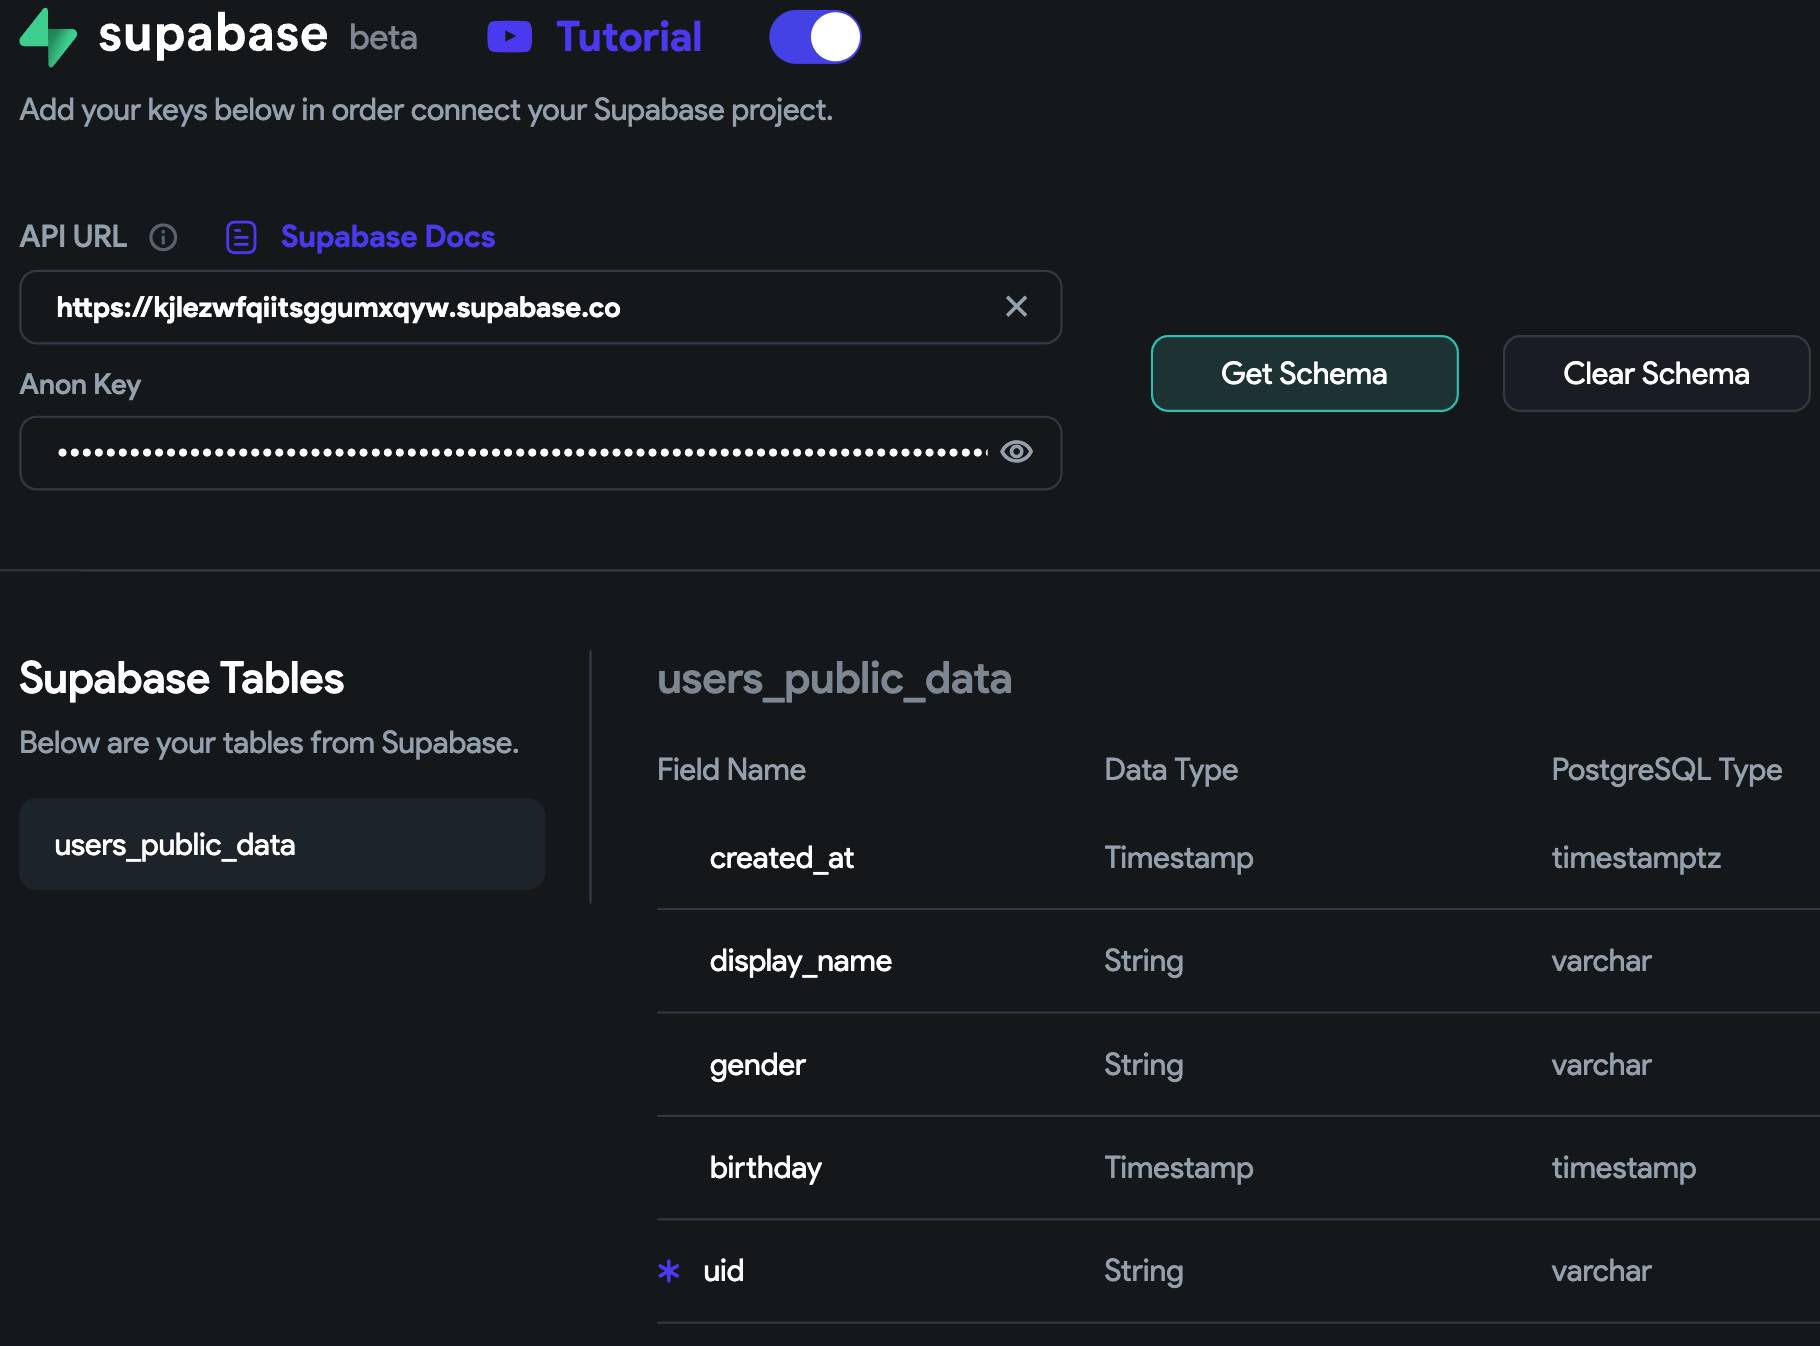 supabase beta Tutorial
Add your keys below in order connect your Supabase project.
API URL Supabase Docs
https://kjlezwfqiitsggumxqyw.supabase.co
Get Schema Clear Schema
Anon Key
Supabase Tables
Below are your tables from Supabase.
users_public_data
users_public_data
Field Name Data Type PostgreSQL Type
created_at Timestamp timestamptz
display_name String varchar
gender String varchar
birthday Timestamp timestamp
* uid String varchar